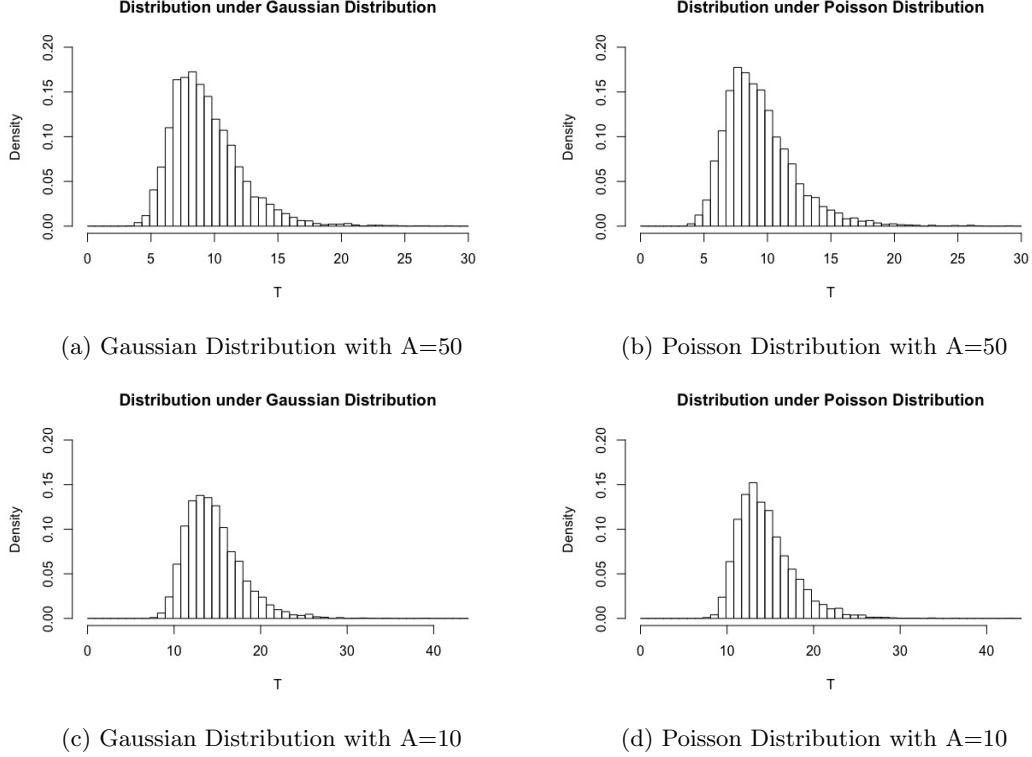 Distribution under Gaussian Distribution
Density
0.00 0.05 0.10 0.15 0.20
0 5 10 15 20 25 30
T
(a) Gaussian Distribution with A=50
Distribution under Poisson Distribution
Density
0.00 0.05 0.10 0.15 0.20
0 5 10 15 20 25 30
T
(b) Poisson Distribution with A=50
Distribution under Gaussian Distribution
Density
0.00 0.05 0.10 0.15 0.20
0 10 20 30 40
T
(c) Gaussian Distribution with A=10
Distribution under Poisson Distribution
Density
0.00 0.05 0.10 0.15 0.20
0 10 20 30 40
T
(d) Poisson Distribution with A=10